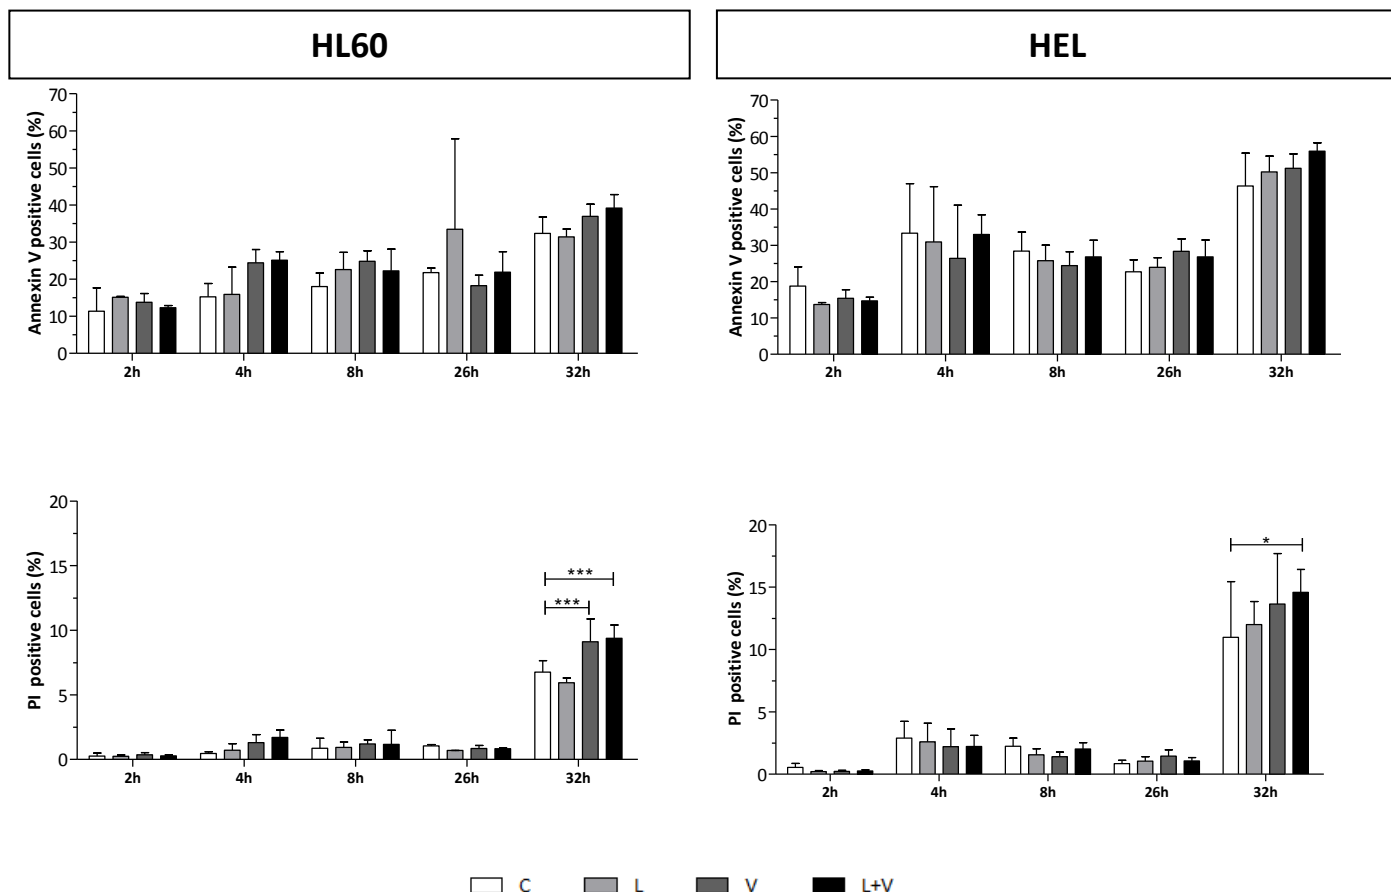 HL60
HEL
Annexin V positive cells (%)
70
60
50
40
30
20
10
0
2h
4h
8h
26h
32h
Annexin V positive cells (%)
70
60
50
40
30
20
10
0
2h
4h
8h
26h
32h
PI positive cells (%)
20
15
10
5
0
***
***
2h
4h
8h
26h
32h
PI positive cells (%)
20
15
10
5
0
*
2h
4h
8h
26h
32h
C
L
V
L+V